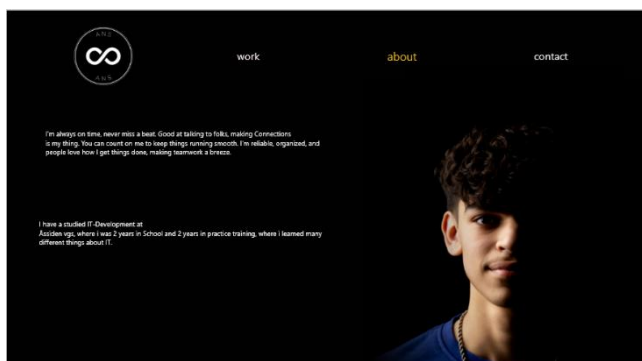 ANS
work
about
contact
ANS
I'm always on time, never miss a beat. Good at talking to folks, making Connections
is my thing. You can count on me to keep things running smooth. I'm reliable, organized, and
people love how I get things done, making teamwork a breeze.
I have a studied IT-Development at
Åssiden vgs, where i was 2 years in School and 2 years in practice training, where i learned many
different things about IT.